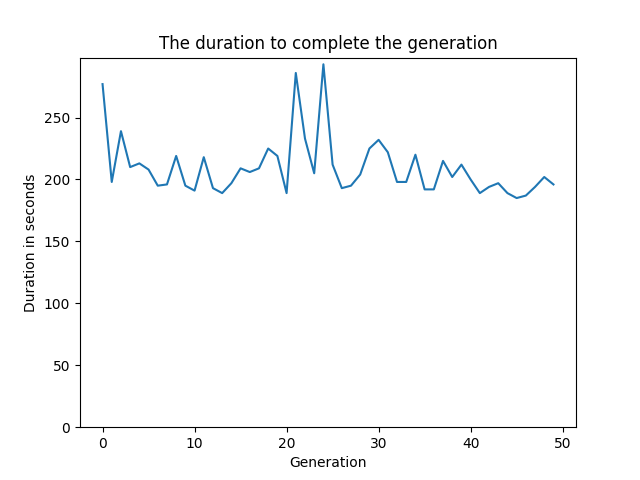 The duration to complete the generation
Duration in seconds
250
200
150
100
50
0
0 10 20 30 40 50
Generation